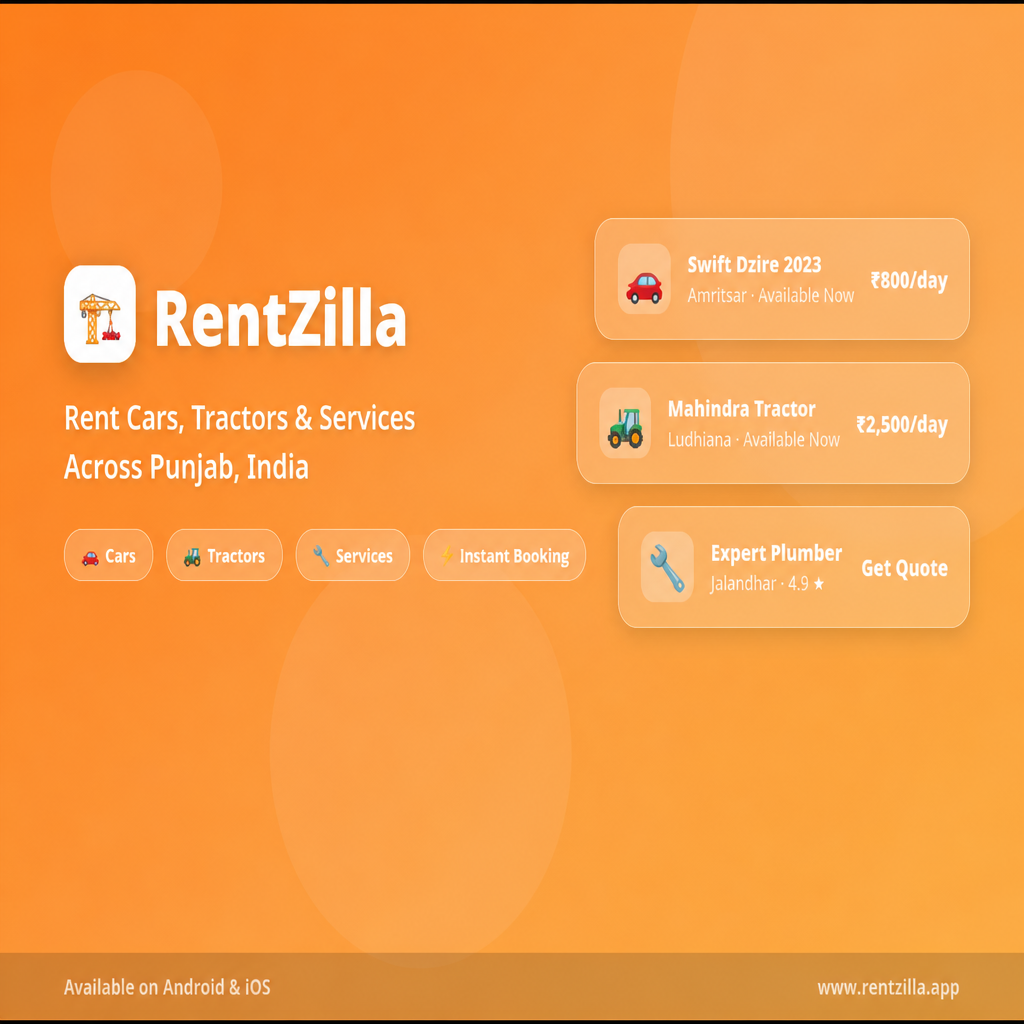 RentZilla
Rent Cars, Tractors & Services
Across Punjab, India
Cars
Tractors
Services
Instant Booking
Swift Dzire 2023
Amritsar · Available Now
₹800/day
Mahindra Tractor
Ludhiana · Available Now
₹2,500/day
Expert Plumber
Jalandhar · 4.9 ★
Get Quote
Available on Android & iOS
www.rentzilla.app